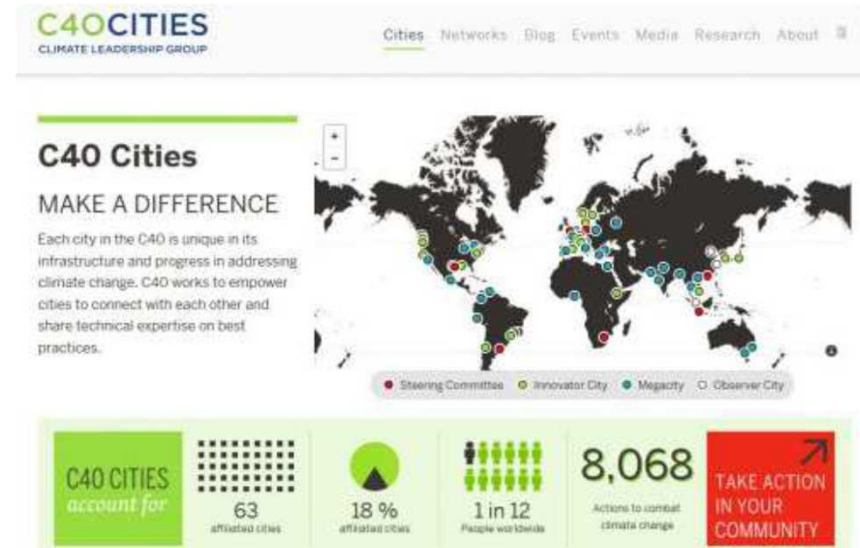 C40CITIES
CLIMATE LEADERSHIP GROUP
Cities Networks Blog Events Media Research About
C40 Cities
MAKE A DIFFERENCE
Each city in the C40 is unique in its
infrastructure and progress in addressing
climate change. C40 works to empower
cities to connect with each other and
share technical expertise on best
practices.
+
−
Steering Committee Innovator City Megacity Observer City
C40 CITIES
account for
63
affiliated cities
18 %
affiliated cities
1 in 12
People worldwide
8,068
Actions to combat
climate change
TAKE ACTION
IN YOUR
COMMUNITY